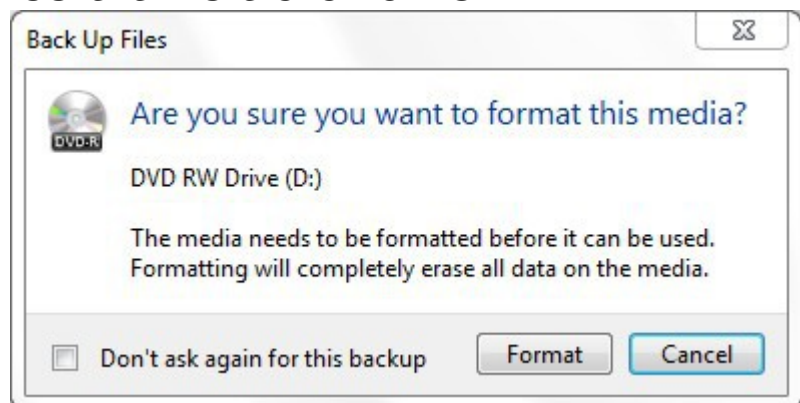 Back Up Files
Are you sure you want to format this media?
DVD-R
DVD RW Drive (D:)
The media needs to be formatted before it can be used.
Formatting will completely erase all data on the media.
Don't ask again for this backup
Format
Cancel